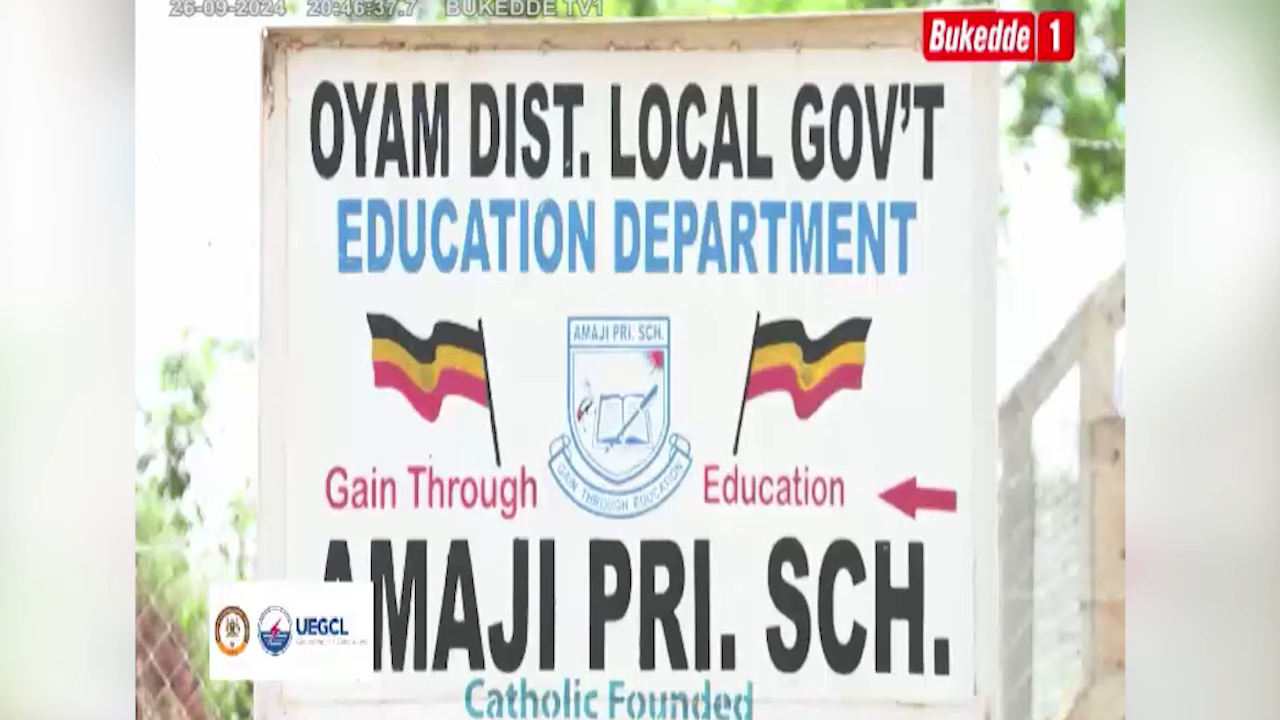 26-09-2024 20:46:37.7 BUKEDDE TV1
Bukedde 1
OYAM DIST. LOCAL GOV'T
EDUCATION DEPARTMENT
AMAJI PRI. SCH.
GAIN THROUGH EDUCATION
Gain Through Education
AMAJI PRI. SCH.
UEGCL
Catholic Founded